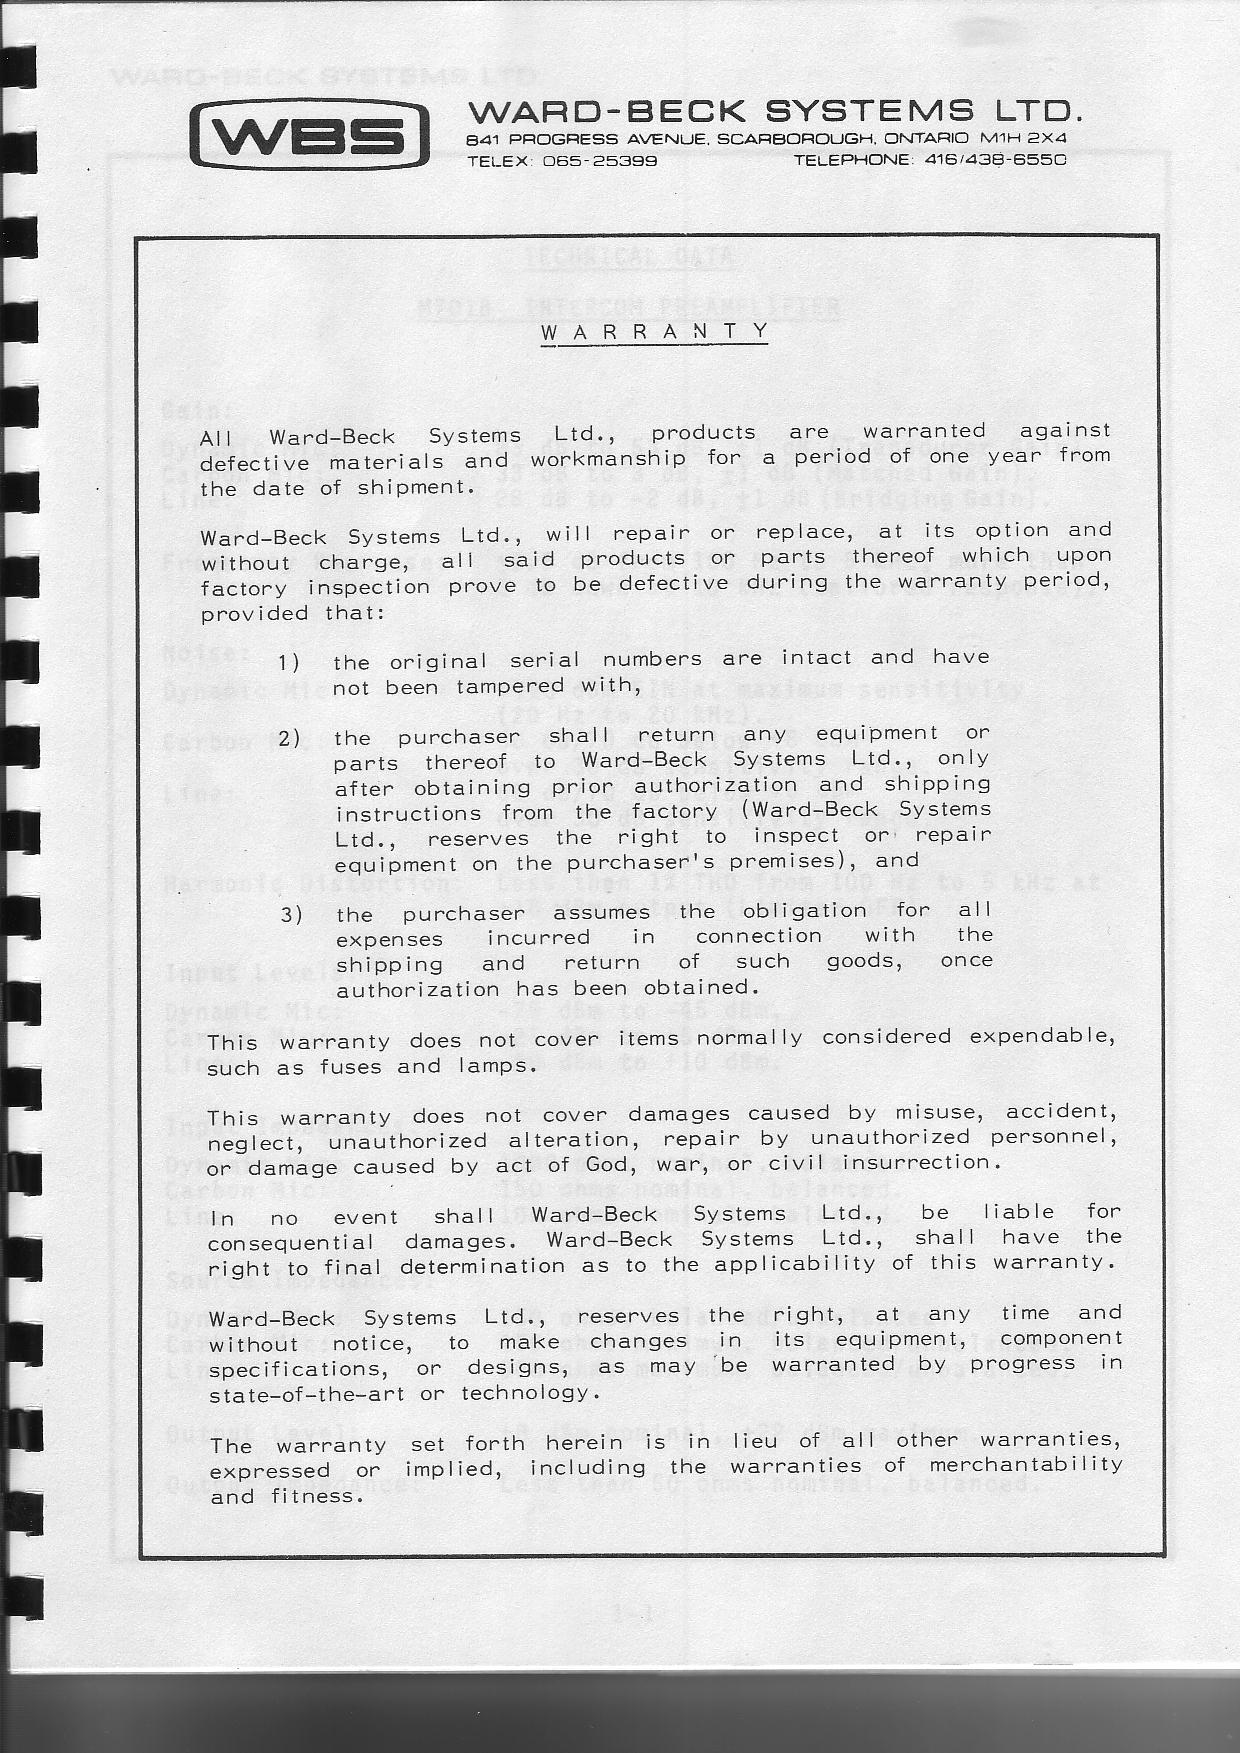 WBS
WARD-BECK SYSTEMS LTD.
841 PROGRESS AVENUE, SCARBOROUGH, ONTARIO M1H 2X4
TELEX: 065-25399 TELEPHONE: 416/438-6550
WARRANTY
All Ward-Beck Systems Ltd., products are warranted against
defective materials and workmanship for a period of one year from
the date of shipment.
Ward-Beck Systems Ltd., will repair or replace, at its option and
without charge, all said products or parts thereof which upon
factory inspection prove to be defective during the warranty period,
provided that:
1) the original serial numbers are intact and have
not been tampered with,
2) the purchaser shall return any equipment or
parts thereof to Ward-Beck Systems Ltd., only
after obtaining prior authorization and shipping
instructions from the factory (Ward-Beck Systems
Ltd., reserves the right to inspect or repair
equipment on the purchaser's premises), and
3) the purchaser assumes the obligation for all
expenses incurred in connection with the
shipping and return of such goods, once
authorization has been obtained.
This warranty does not cover items normally considered expendable,
such as fuses and lamps.
This warranty does not cover damages caused by misuse, accident,
neglect, unauthorized alteration, repair by unauthorized personnel,
or damage caused by act of God, war, or civil insurrection.
In no event shall Ward-Beck Systems Ltd., be liable for
consequential damages. Ward-Beck Systems Ltd., shall have the
right to final determination as to the applicability of this warranty.
Ward-Beck Systems Ltd., reserves the right, at any time and
without notice, to make changes in its equipment, component
specifications, or designs, as may be warranted by progress in
state-of-the-art or technology.
The warranty set forth herein is in lieu of all other warranties,
expressed or implied, including the warranties of merchantability
and fitness.